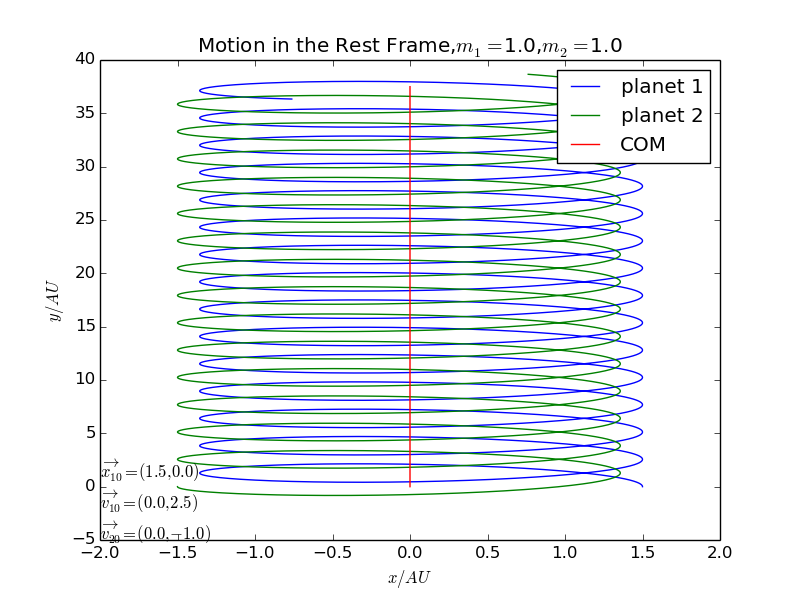 Motion in the Rest Frame,m₁ =1.0,m₂ =1.0
planet 1
planet 2
COM
40
35
30
25
20
15
10
5
0
−5
y/AU
x⃗₁₀=(1.5,0.0)
v⃗₁₀=(0.0,2.5)
v⃗₂₀=(0.0,−1.0)
−2.0 −1.5 −1.0 −0.5 0.0 0.5 1.0 1.5 2.0
x/AU